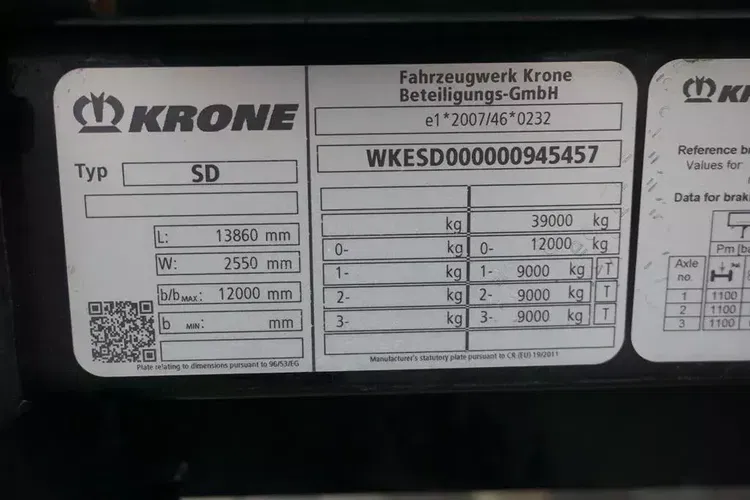 KRONE
Typ SD
L: 13860 mm
W: 2550 mm
b/b MAX: 12000 mm
b MIN: mm
Plate relating to dimensions pursuant to 96/53/EG
Fahrzeugwerk Krone
Beteiligungs-GmbH
e1*2007/46*0232
WKESD000000945457
kg 39000 kg
0- kg 0- 12000 kg
1- kg 1- 9000 kg T
2- kg 2- 9000 kg T
3- kg 3- 9000 kg T
Manufacturer's statutory plate pursuant to CR (EU) 19/2011
Reference
Values for
Data for
Pm
Axle
no.
1 1100
2 1100
3 1100